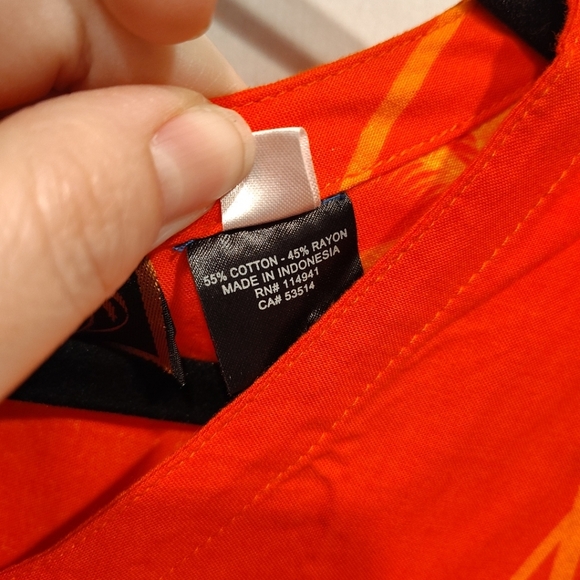 55% COTTON - 45% RAYON
MADE IN INDONESIA
RN# 114941
CA# 53514